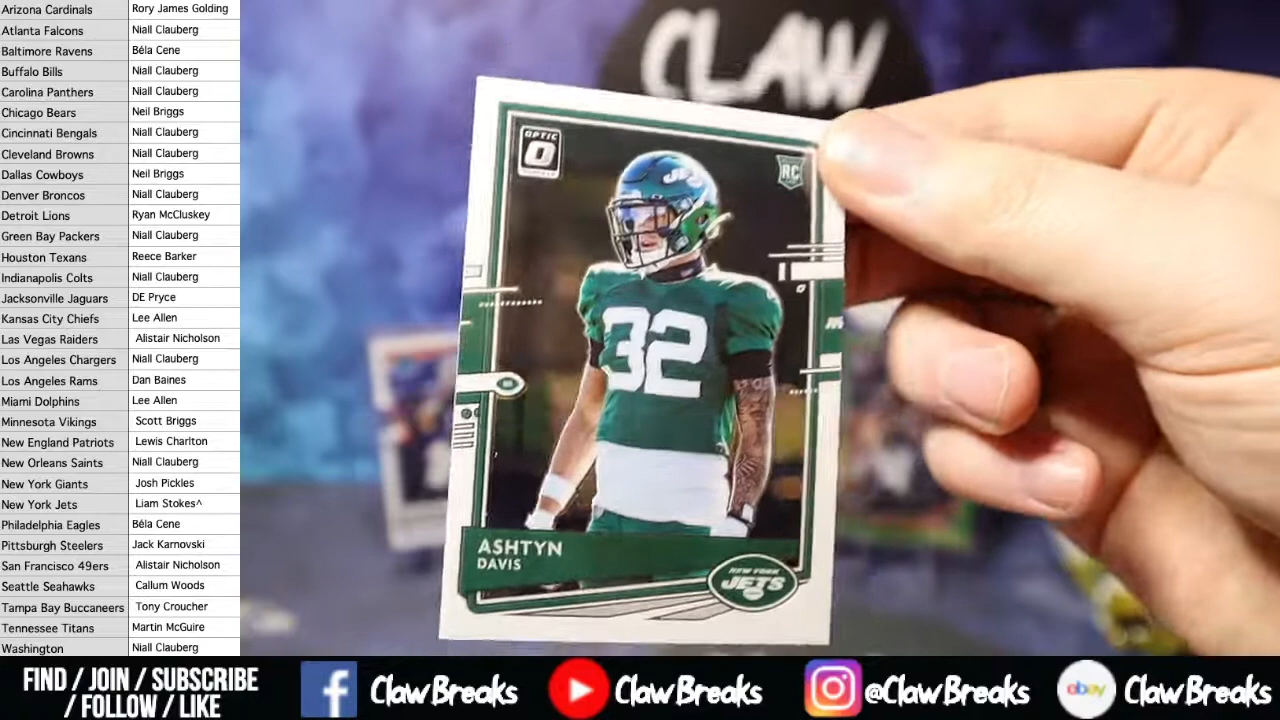 Arizona Cardinals Rory James Golding
Atlanta Falcons Niall Clauberg
Baltimore Ravens Béla Cene
Buffalo Bills Niall Clauberg
Carolina Panthers Niall Clauberg
Chicago Bears Neil Briggs
Cincinnati Bengals Niall Clauberg
Cleveland Browns Niall Clauberg
Dallas Cowboys Neil Briggs
Denver Broncos Niall Clauberg
Detroit Lions Ryan McCluskey
Green Bay Packers Niall Clauberg
Houston Texans Reece Barker
Indianapolis Colts Niall Clauberg
Jacksonville Jaguars DE Pryce
Kansas City Chiefs Lee Allen
Las Vegas Raiders Alistair Nicholson
Los Angeles Chargers Niall Clauberg
Los Angeles Rams Dan Baines
Miami Dolphins Lee Allen
Minnesota Vikings Scott Briggs
New England Patriots Lewis Charlton
New Orleans Saints Niall Clauberg
New York Giants Josh Pickles
New York Jets Liam Stokes^
Philadelphia Eagles Béla Cene
Pittsburgh Steelers Jack Karnovski
San Francisco 49ers Alistair Nicholson
Seattle Seahawks Callum Woods
Tampa Bay Buccaneers Tony Croucher
Tennessee Titans Martin McGuire
Washington Niall Clauberg
CLAW
OPTIC
O
RC
JETS
32
ASHTYN
DAVIS
NEW YORK
JETS
FIND / JOIN / SUBSCRIBE
/ FOLLOW / LIKE
f ClawBreaks
ClawBreaks
@ClawBreaks
ebay ClawBreaks